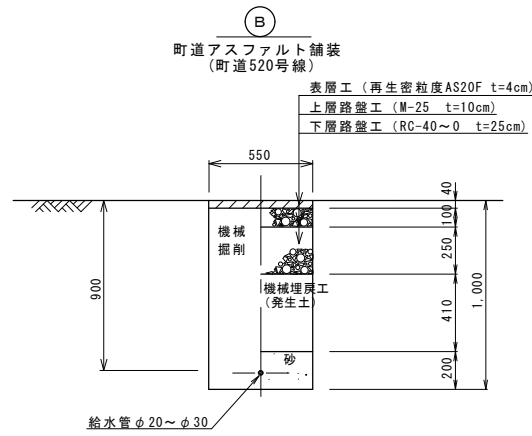 B
町道アスファルト舗装
(町道520号線)
表層工（再生密粒度AS20F t=4cm)
上層路盤工（M-25 t=10cm)
下層路盤工（RC-40～0 t=25cm)
550
40
100
250
410
200
1,000
900
機械
掘削
機械埋戻工
(発生土)
砂
給水管φ20～φ30